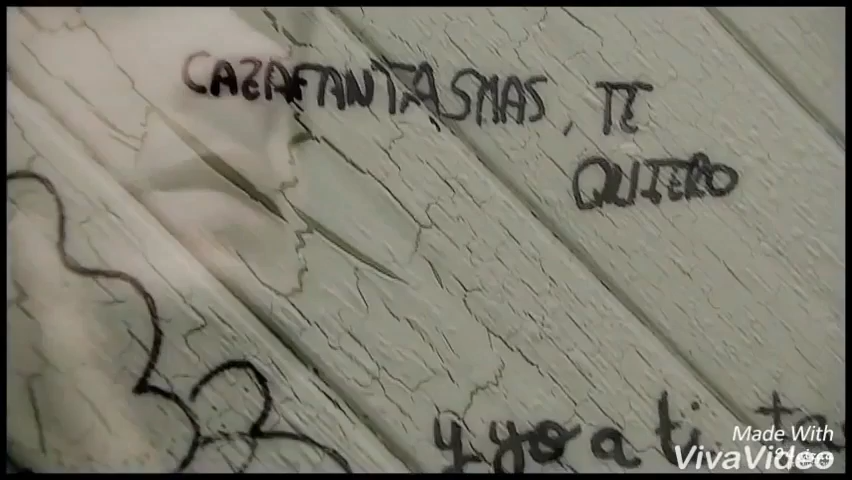 CAZAFANTASMAS, TE
QUIERO
y yo a ti
Made With
VivaVideo